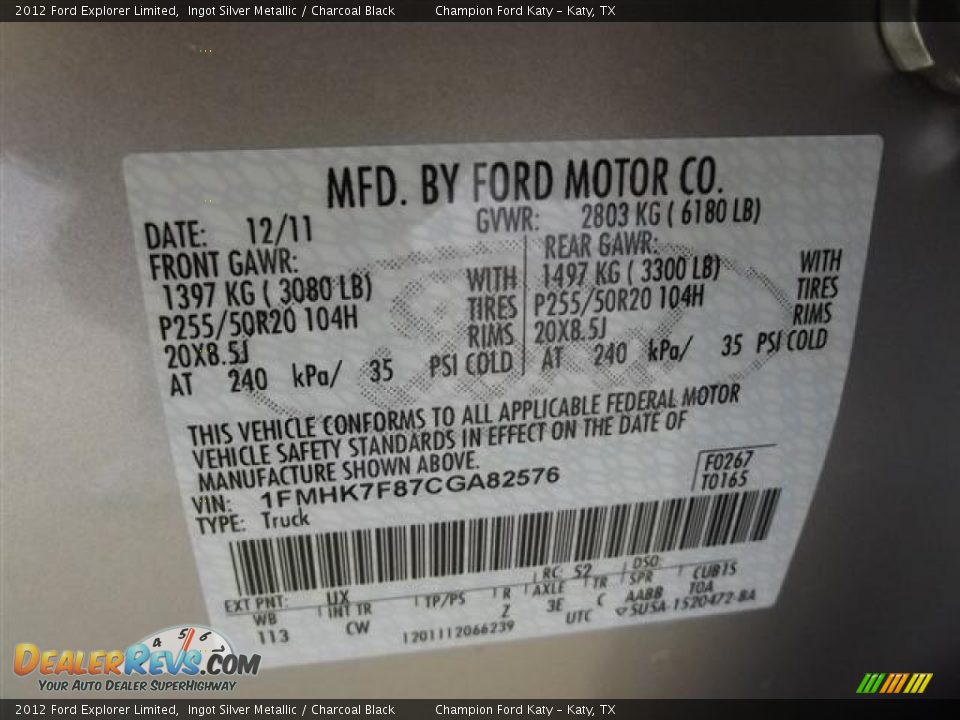 2012 Ford Explorer Limited,  Ingot Silver Metallic / Charcoal Black Champion Ford Katy - Katy, TX
MFD. BY FORD MOTOR CO.
DATE: 12/11 GVWR: 2803 KG ( 6180 LB)
FRONT GAWR: REAR GAWR:
1397 KG ( 3080 LB) WITH 1497 KG ( 3300 LB) WITH
P255/50R20 104H TIRES P255/50R20 104H TIRES
20X8.5J RIMS 20X8.5J RIMS
AT 240 kPa/ 35 PSI COLD AT 240 kPa/ 35 PSI COLD
THIS VEHICLE CONFORMS TO ALL APPLICABLE FEDERAL MOTOR
VEHICLE SAFETY STANDARDS IN EFFECT ON THE DATE OF
MANUFACTURE SHOWN ABOVE.
F0267
T0165
VIN: 1FMHK7F87CGA82576
TYPE: Truck
EXT PNT: UX RC: 52 DSO:
WB INT TR TP/PS R AXLE TR SPR CUB1S
113 CW Z 3E C AABB TOA
1201112066239 UTC 5U5A-1520472-BA
DEALERREVS.COM
YOUR AUTO DEALER SUPERHIGHWAY
4 5 6
2012 Ford Explorer Limited,  Ingot Silver Metallic / Charcoal Black Champion Ford Katy - Katy, TX